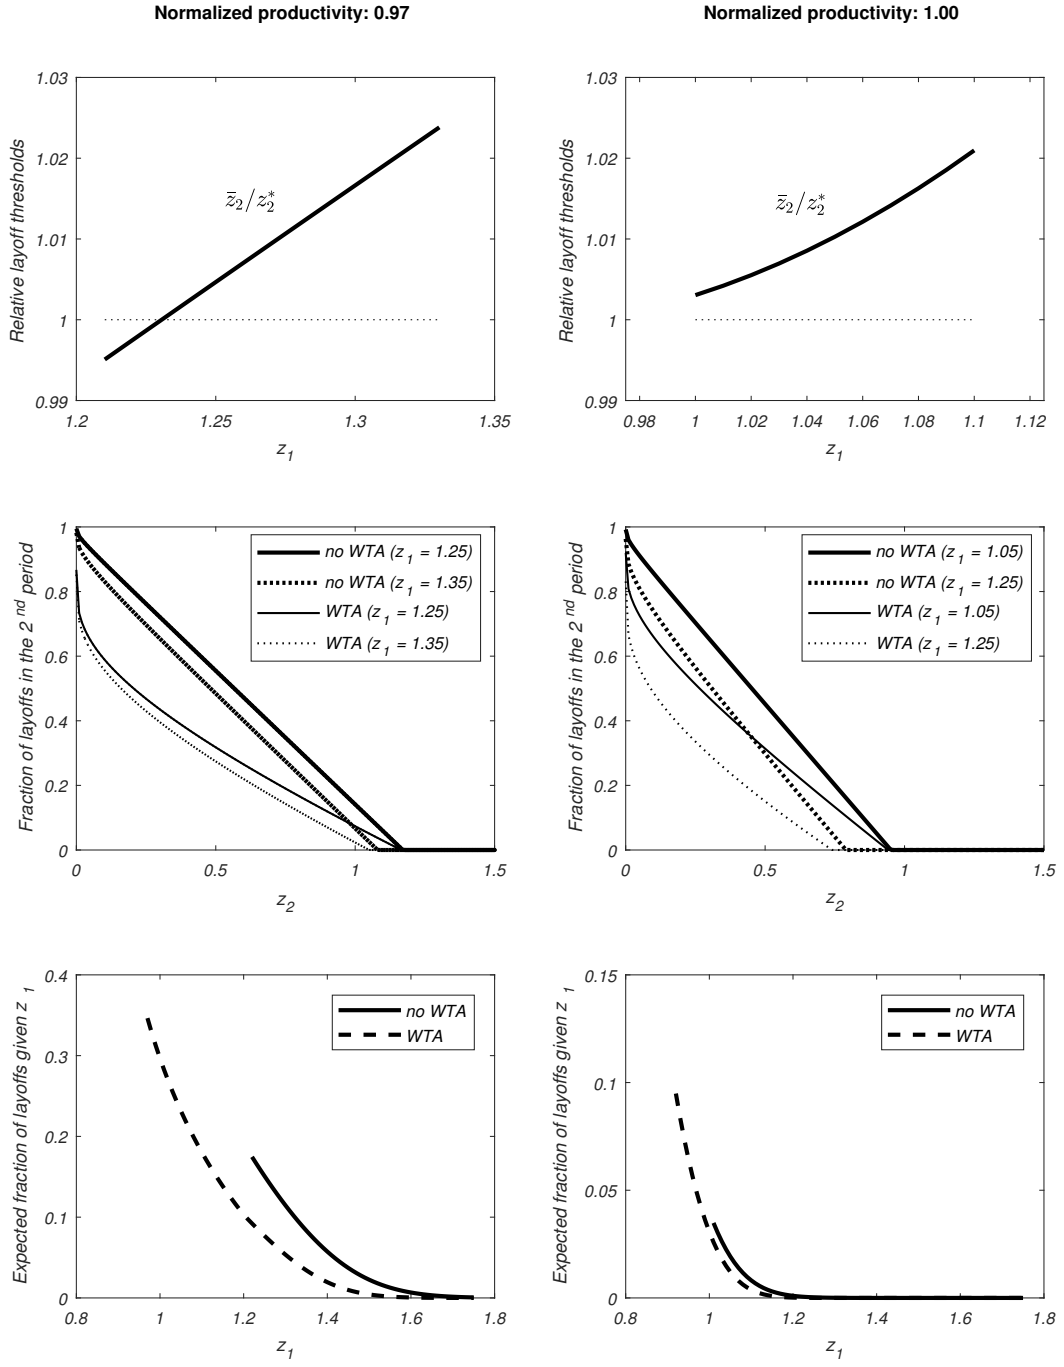 Normalized productivity: 0.97
Normalized productivity: 1.00
Relative layoff thresholds
1.03
1.02
1.01
1
0.99
z̄₂/z₂*
1.2
1.25
1.3
1.35
z₁
Relative layoff thresholds
1.03
1.02
1.01
1
0.99
z̄₂/z₂*
0.98
1
1.02
1.04
1.06
1.08
1.1
1.12
z₁
Fraction of layoffs in the 2ⁿᵈ period
1
0.8
0.6
0.4
0.2
0
no WTA (z₁ = 1.25)
no WTA (z₁ = 1.35)
WTA (z₁ = 1.25)
WTA (z₁ = 1.35)
0
0.5
1
1.5
z₂
Fraction of layoffs in the 2ⁿᵈ period
1
0.8
0.6
0.4
0.2
0
no WTA (z₁ = 1.05)
no WTA (z₁ = 1.25)
WTA (z₁ = 1.05)
WTA (z₁ = 1.25)
0
0.5
1
1.5
z₂
Expected fraction of layoffs given z₁
0.4
0.3
0.2
0.1
0
no WTA
WTA
0.8
1
1.2
1.4
1.6
1.8
z₁
Expected fraction of layoffs given z₁
0.15
0.1
0.05
0
no WTA
WTA
0.8
1
1.2
1.4
1.6
1.8
z₁